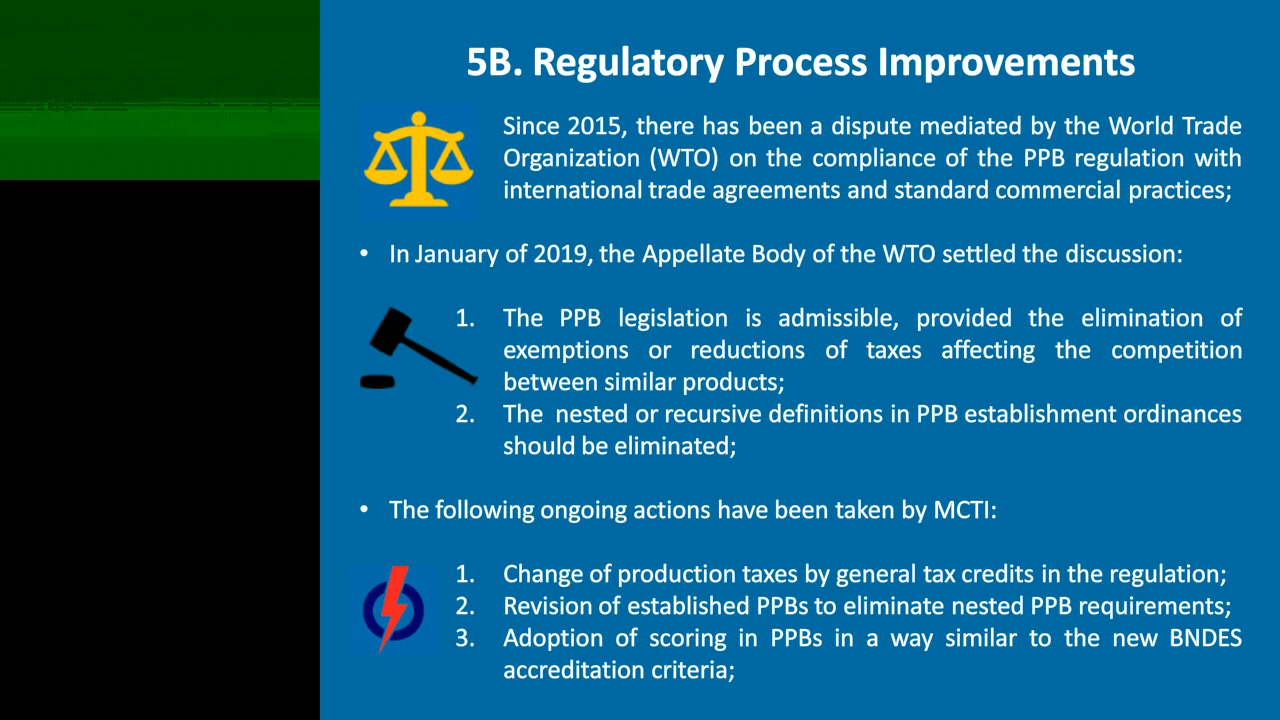 5B. Regulatory Process Improvements
Since 2015, there has been a dispute mediated by the World Trade
Organization (WTO) on the compliance of the PPB regulation with
international trade agreements and standard commercial practices;
• In January of 2019, the Appellate Body of the WTO settled the discussion:
1. The PPB legislation is admissible, provided the elimination of
exemptions or reductions of taxes affecting the competition
between similar products;
2. The nested or recursive definitions in PPB establishment ordinances
should be eliminated;
• The following ongoing actions have been taken by MCTI:
1. Change of production taxes by general tax credits in the regulation;
2. Revision of established PPBs to eliminate nested PPB requirements;
3. Adoption of scoring in PPBs in a way similar to the new BNDES
accreditation criteria;